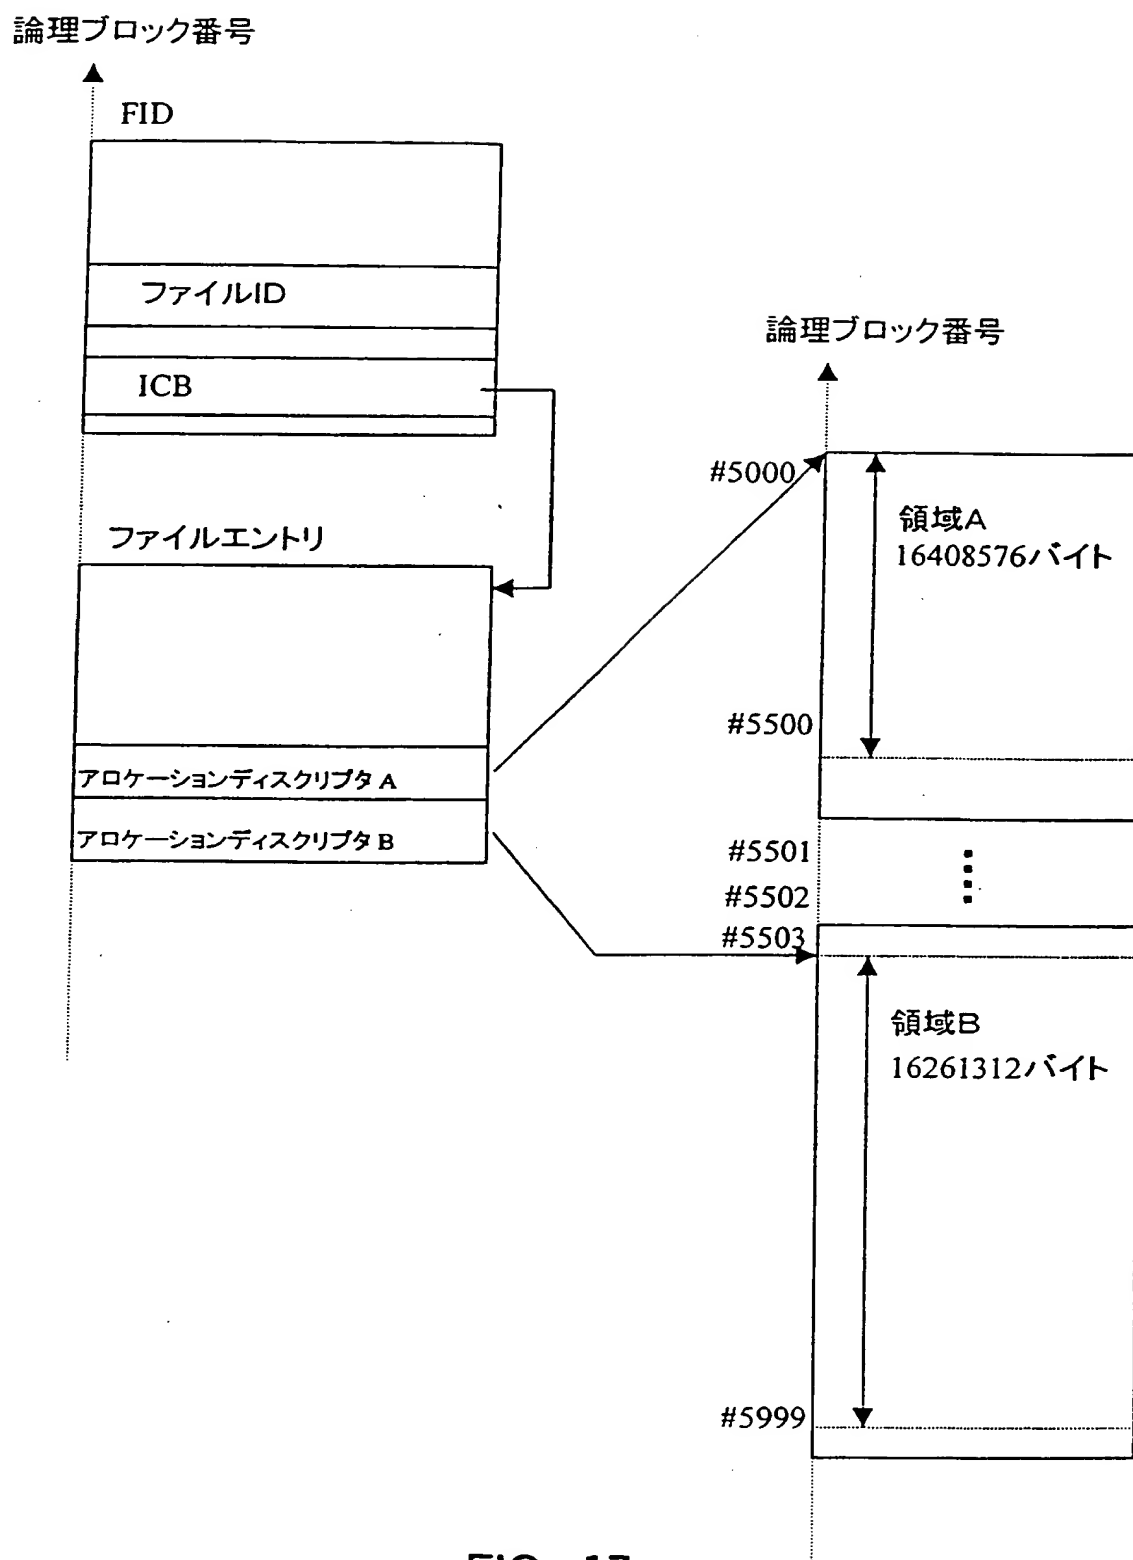 論理ブロック番号
FID
ファイルID
ICB
ファイルエントリ
アロケーションディスクリプタ A
アロケーションディスクリプタ B
論理ブロック番号
#5000
領域A
16408576バイト
#5500
#5501
#5502
#5503
領域B
16261312バイト
#5999